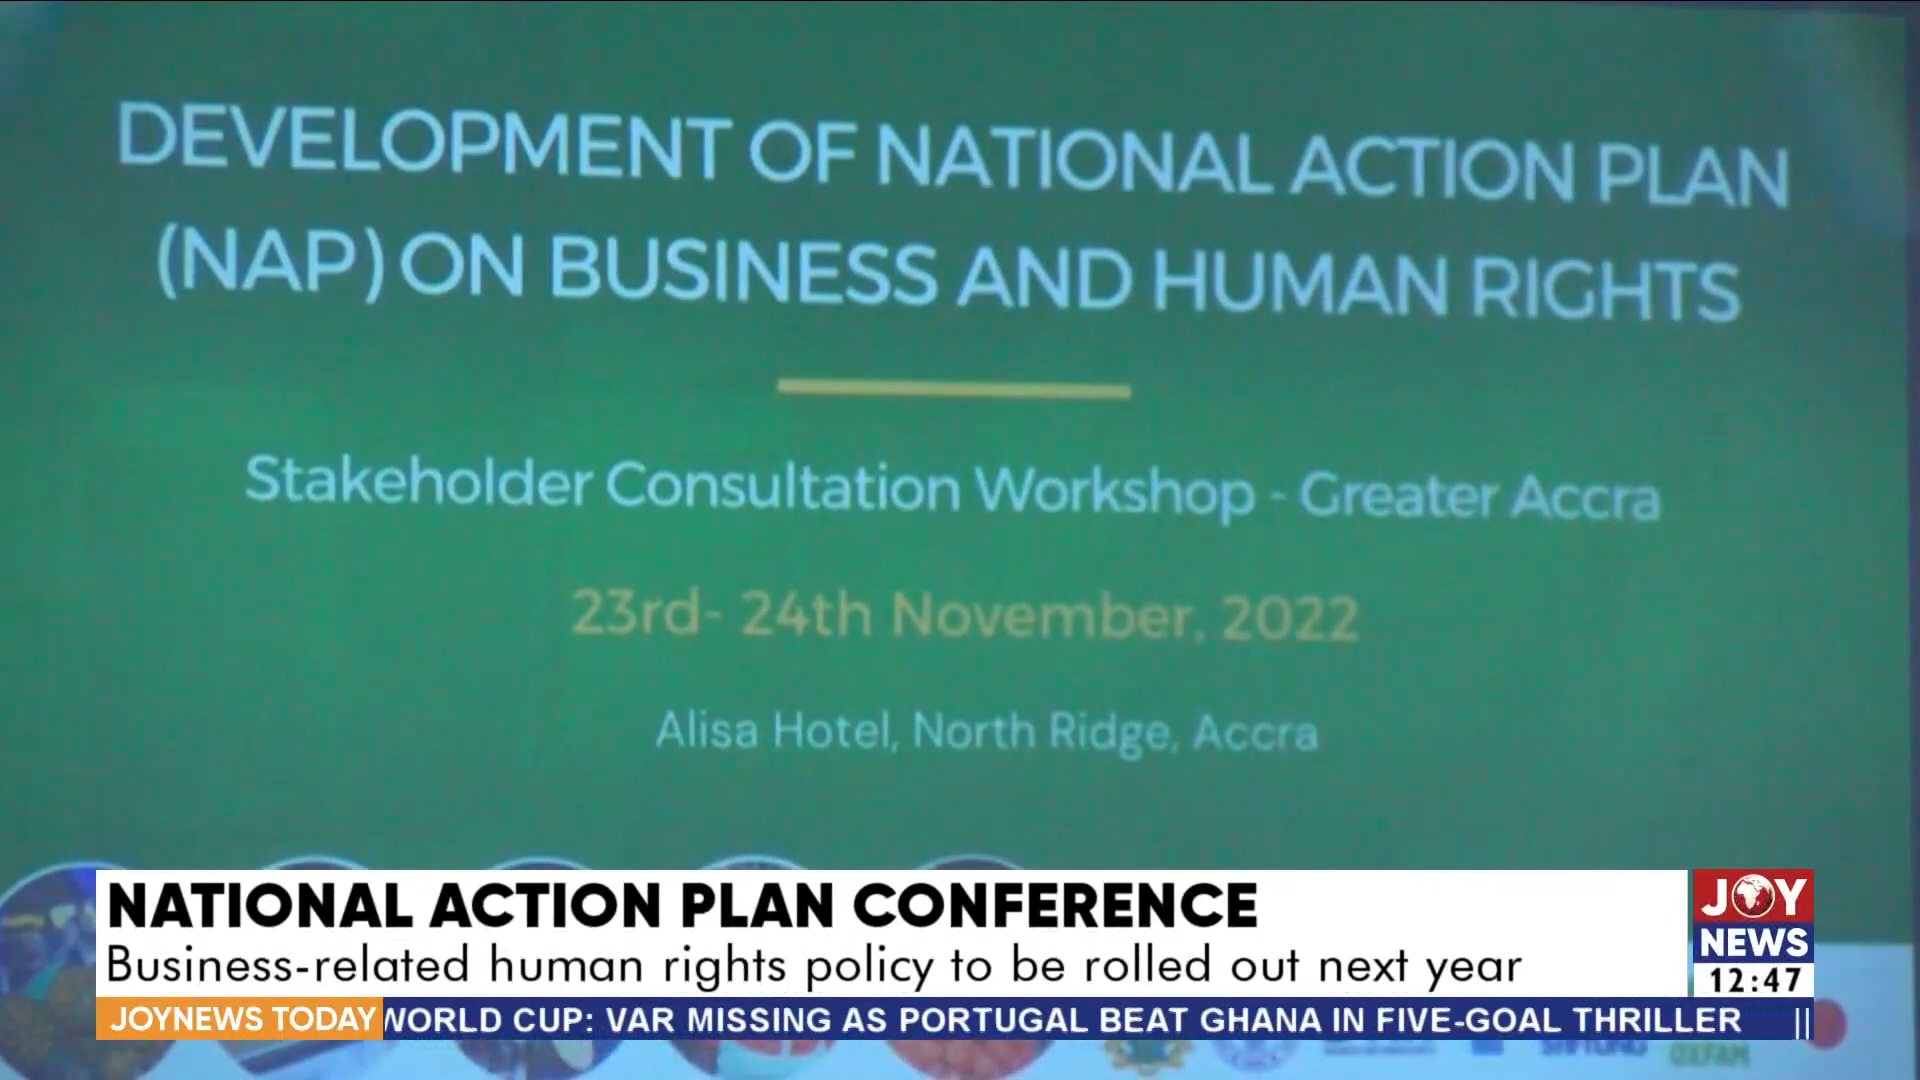 DEVELOPMENT OF NATIONAL ACTION PLAN
(NAP) ON BUSINESS AND HUMAN RIGHTS
Stakeholder Consultation Workshop - Greater Accra
23rd- 24th November, 2022
Alisa Hotel, North Ridge, Accra
NATIONAL ACTION PLAN CONFERENCE
Business-related human rights policy to be rolled out next year
JOY
NEWS
12:47
JOYNEWS TODAY
WORLD CUP: VAR MISSING AS PORTUGAL BEAT GHANA IN FIVE-GOAL THRILLER
OXFAM